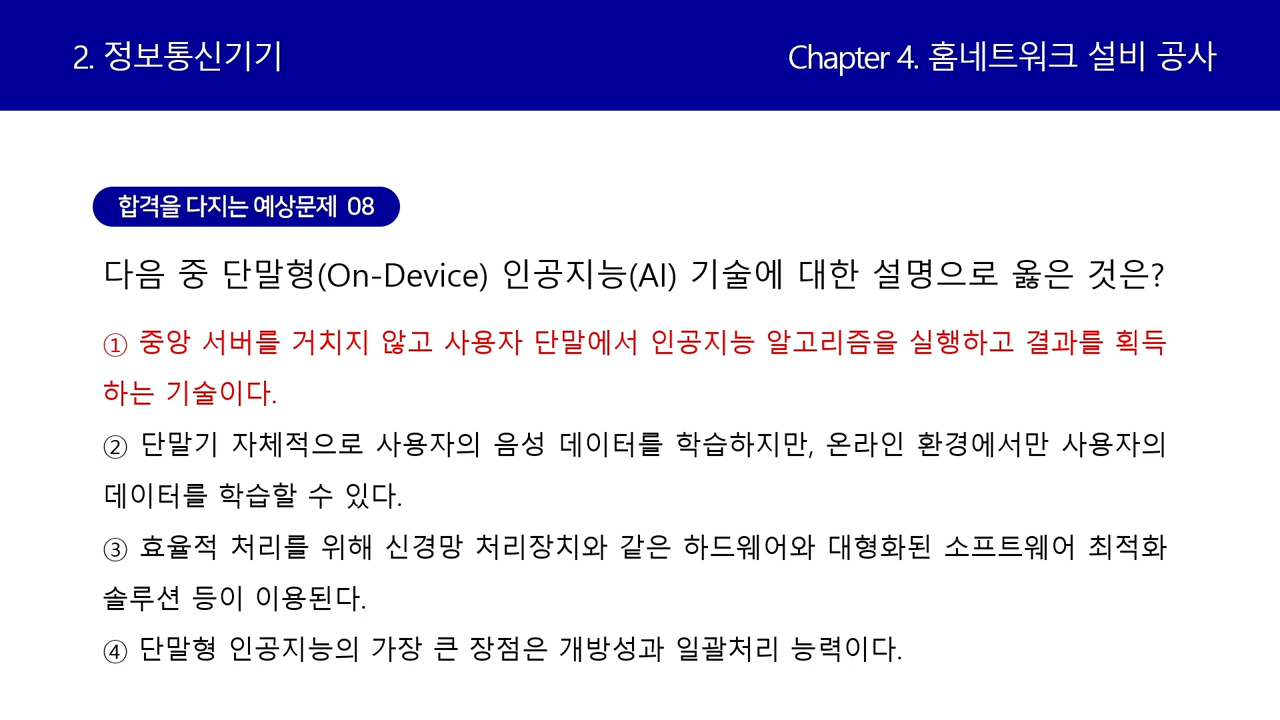 2. 정보통신기기
Chapter 4. 홈네트워크 설비 공사
합격을 다지는 예상문제 08
다음 중 단말형(On-Device) 인공지능(AI) 기술에 대한 설명으로 옳은 것은?
① 중앙 서버를 거치지 않고 사용자 단말에서 인공지능 알고리즘을 실행하고 결과를 획득
하는 기술이다.
② 단말기 자체적으로 사용자의 음성 데이터를 학습하지만, 온라인 환경에서만 사용자의
데이터를 학습할 수 있다.
③ 효율적 처리를 위해 신경망 처리장치와 같은 하드웨어와 대형화된 소프트웨어 최적화
솔루션 등이 이용된다.
④ 단말형 인공지능의 가장 큰 장점은 개방성과 일괄처리 능력이다.